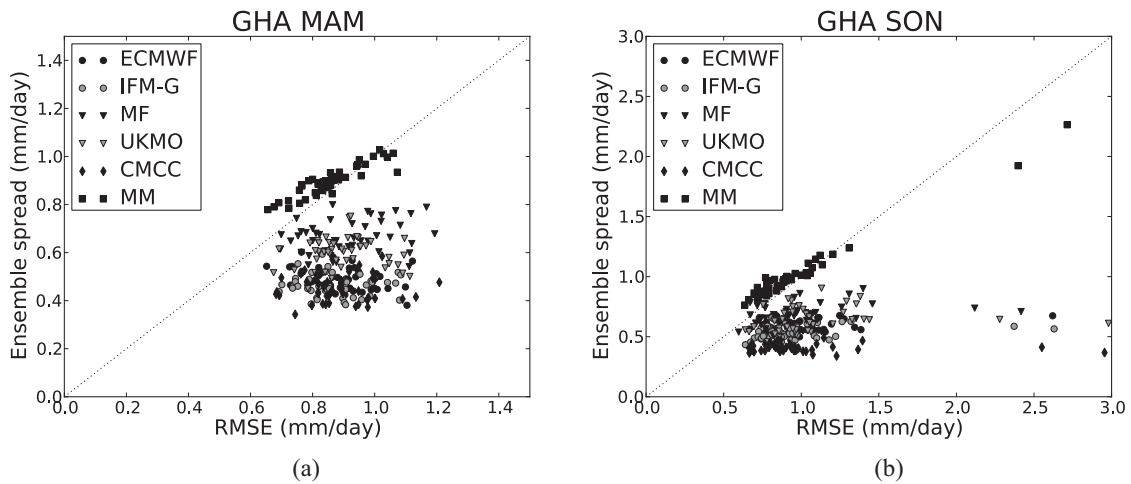 GHA MAM
Ensemble spread (mm/day)
1.4
1.2
1.0
0.8
0.6
0.4
0.2
0.0
ECMWF
IFM-G
MF
UKMO
CMCC
MM
0.0 0.2 0.4 0.6 0.8 1.0 1.2 1.4
RMSE (mm/day)
(a)
GHA SON
Ensemble spread (mm/day)
3.0
2.5
2.0
1.5
1.0
0.5
0.0
ECMWF
IFM-G
MF
UKMO
CMCC
MM
0.0 0.5 1.0 1.5 2.0 2.5 3.0
RMSE (mm/day)
(b)